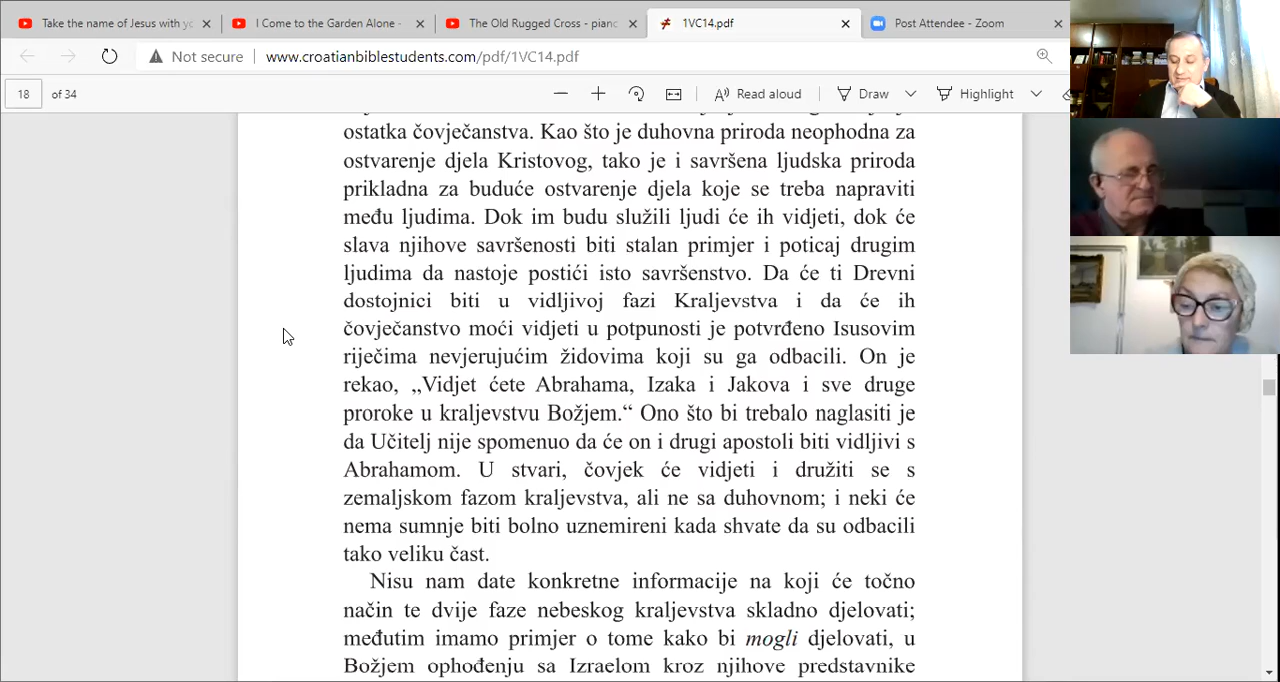 Take the name of Jesus with yo
I Come to the Garden Alone -
The Old Rugged Cross - piano
1VC14.pdf
Post Attendee - Zoom
Not secure
www.croatianbiblestudents.com/pdf/1VC14.pdf
18 of 34
Read aloud
Draw
Highlight
ostatka čovječanstva. Kao što je duhovna priroda neophodna za
ostvarenje djela Kristovog, tako je i savršena ljudska priroda
prikladna za buduće ostvarenje djela koje se treba napraviti
među ljudima. Dok im budu služili ljudi će ih vidjeti, dok će
slava njihove savršenosti biti stalan primjer i poticaj drugim
ljudima da nastoje postići isto savršenstvo. Da će ti Drevni
dostojnici biti u vidljivoj fazi Kraljevstva i da će ih
čovječanstvo moći vidjeti u potpunosti je potvrđeno Isusovim
riječima nevjerujućim židovima koji su ga odbacili. On je
rekao, „Vidjet ćete Abrahama, Izaka i Jakova i sve druge
proroke u kraljevstvu Božjem.“ Ono što bi trebalo naglasiti je
da Učitelj nije spomenuo da će on i drugi apostoli biti vidljivi s
Abrahamom. U stvari, čovjek će vidjeti i družiti se s
zemaljskom fazom kraljevstva, ali ne sa duhovnom; i neki će
nema sumnje biti bolno uznemireni kada shvate da su odbacili
tako veliku čast.
Nisu nam date konkretne informacije na koji će točno
način te dvije faze nebeskog kraljevstva skladno djelovati;
međutim imamo primjer o tome kako bi mogli djelovati, u
Božjem ophođenju sa Izraelom kroz njihove predstavnike